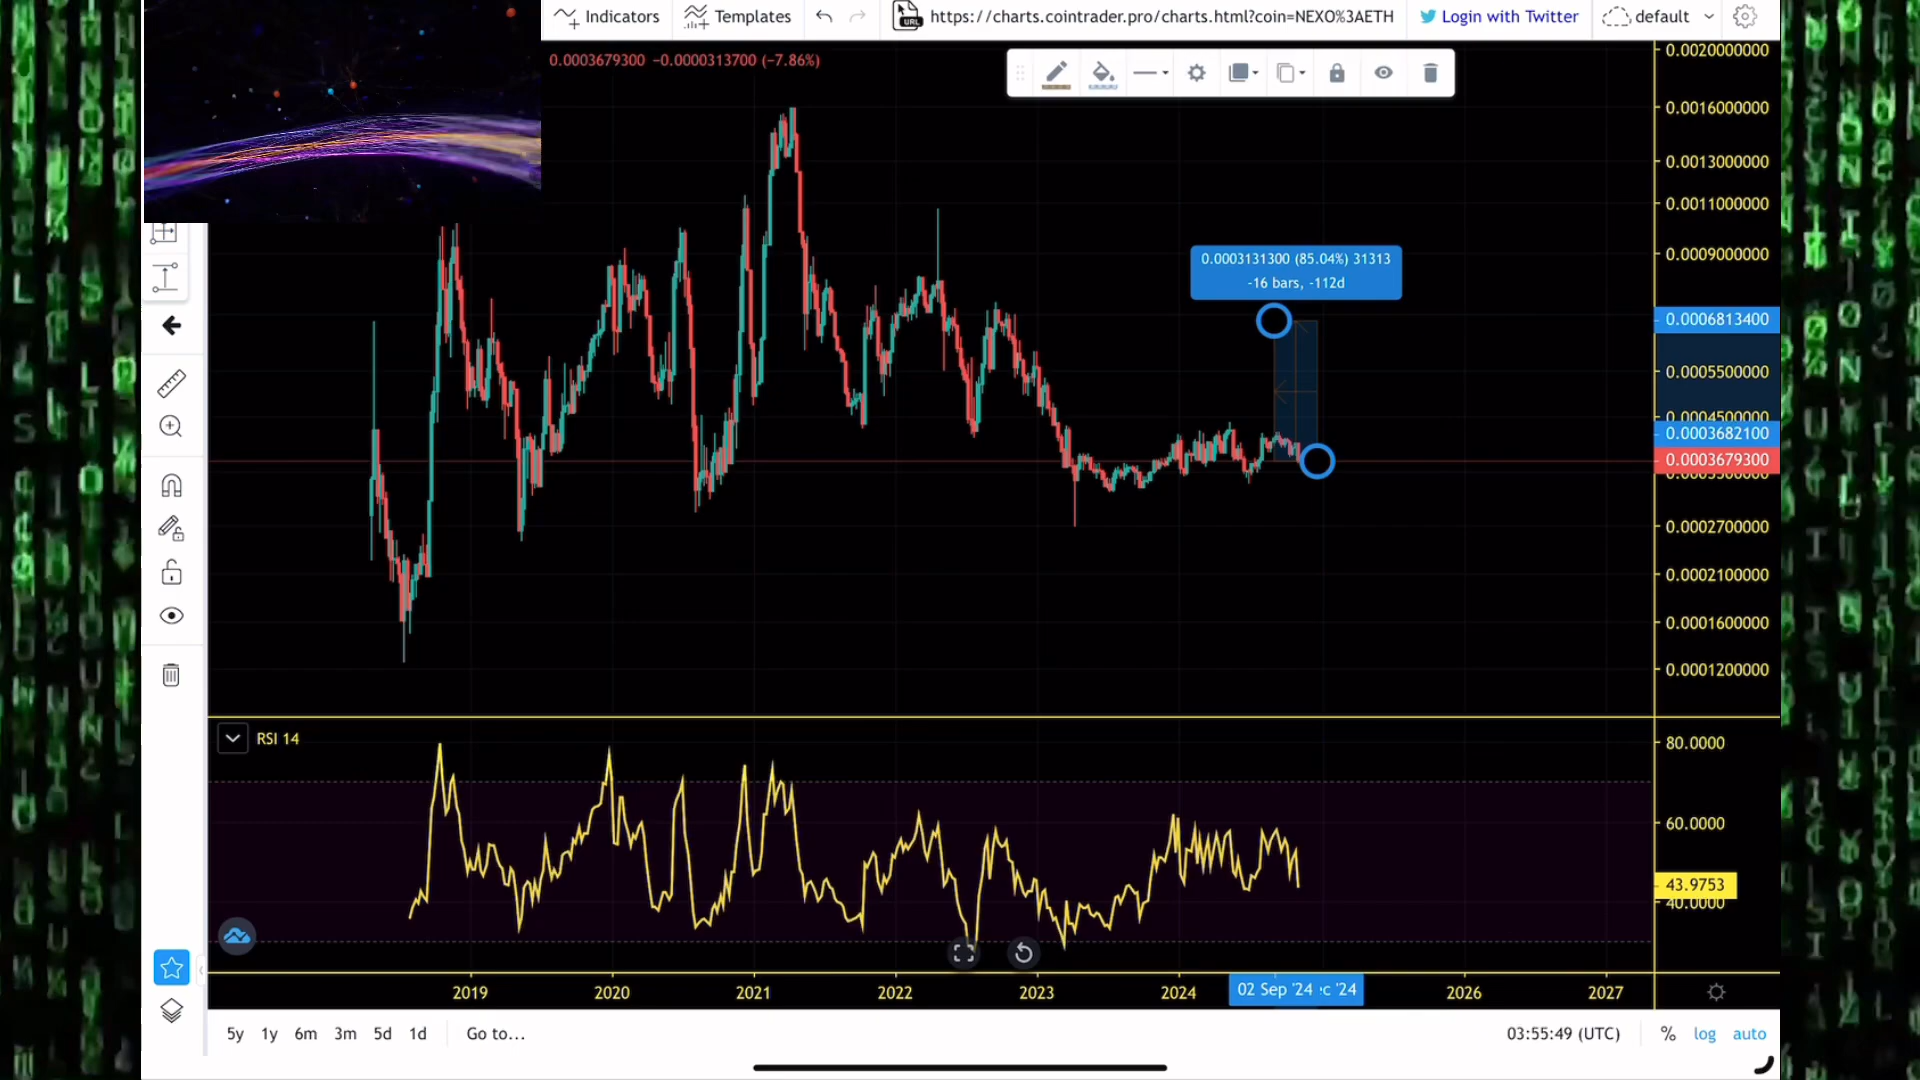 Indicators
Templates
URL
https://charts.cointrader.pro/charts.html?coin=NEXO%3AETH
Login with Twitter
default
0.0003679300 −0.0000313700 (−7.86%)
0.0020000000
0.0016000000
0.0013000000
0.0011000000
0.0009000000
0.0003131300 (85.04%) 31313
-16 bars, -112d
0.0006813400
0.0005500000
0.0004500000
0.0003682100
0.0003679300
0.0002700000
0.0002100000
0.0001600000
0.0001200000
RSI 14
80.0000
60.0000
43.9753
40.0000
2019
2020
2021
2022
2023
2024
02 Sep '24
c '24
2026
2027
5y
1y
6m
3m
5d
1d
Go to...
03:55:49 (UTC)
%
log
auto